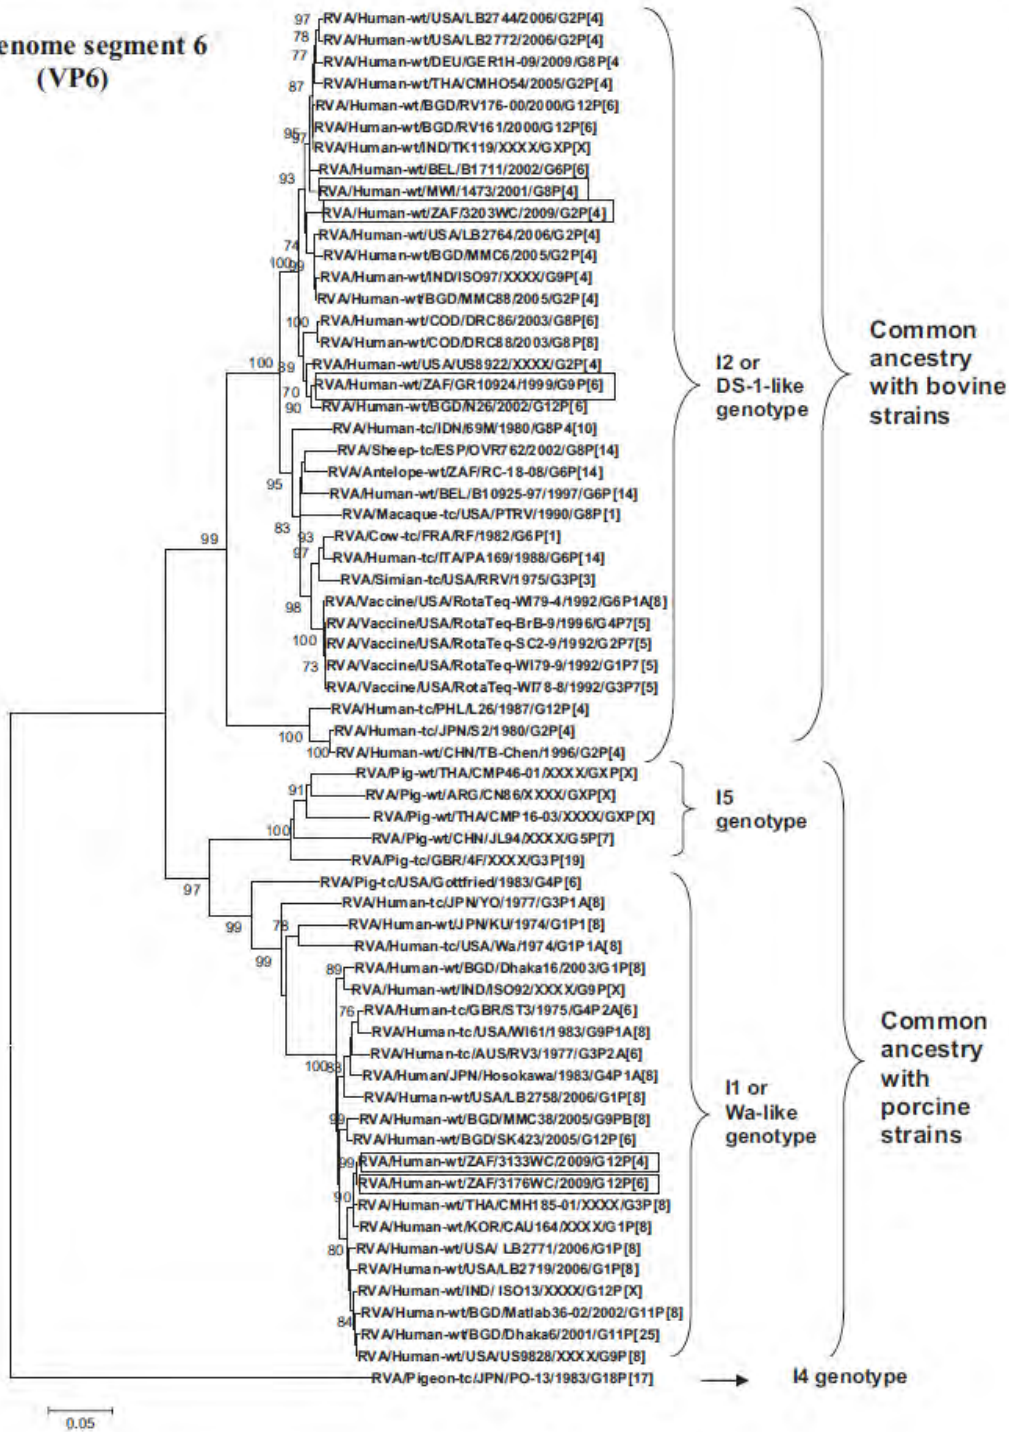 enome segment 6
(VP6)
97
RVA/Human-wt/USA/LB2744/2006/G2P[4]
78
RVA/Human-wt/USA/LB2772/2006/G2P[4]
77
RVA/Human-wt/DEU/GER1H-09/2009/G8P[4
87
RVA/Human-wt/THA/CMHO54/2005/G2P[4]
RVA/Human-wt/BGD/RV176-00/2000/G12P[6]
RVA/Human-wt/BGD/RV161/2000/G12P[6]
97
RVA/Human-wt/IND/TK119/XXXX/GXP[X]
RVA/Human-wt/BEL/B1711/2002/G6P[6]
93
RVA/Human-wt/MWI/1473/2001/G8P[4]
RVA/Human-wt/ZAF/3203WC/2009/G2P[4]
RVA/Human-wt/USA/LB2764/2006/G2P[4]
74
RVA/Human-wt/BGD/MMC6/2005/G2P[4]
100
99
RVA/Human-wt/IND/ISO97/XXXX/G9P[4]
RVA/Human-wt/BGD/MMC88/2005/G2P[4]
100
RVA/Human-wt/COD/DRC86/2003/G8P[6]
RVA/Human-wt/COD/DRC88/2003/G8P[8]
100
89
RVA/Human-wt/USA/US8922/XXXX/G2P[4]
70
RVA/Human-wt/ZAF/GR10924/1999/G9P[6]
90
RVA/Human-wt/BGD/N26/2002/G12P[6]
RVA/Human-tc/IDN/69M/1980/G8P4[10]
RVA/Sheep-tc/ESP/OVR762/2002/G8P[14]
RVA/Antelope-wt/ZAF/RC-18-08/G6P[14]
95
RVA/Human-wt/BEL/B10925-97/1997/G6P[14]
RVA/Macaque-tc/USA/PTRV/1990/G8P[1]
83
93
RVA/Cow-tc/FRA/RF/1982/G6P[1]
99
97
RVA/Human-tc/ITA/PA169/1988/G6P[14]
RVA/Simian-tc/USA/RRV/1975/G3P[3]
98
RVA/Vaccine/USA/RotaTeq-WI79-4/1992/G6P1A[8]
RVA/Vaccine/USA/RotaTeq-BrB-9/1996/G4P7[5]
100
RVA/Vaccine/USA/RotaTeq-SC2-9/1992/G2P7[5]
73
RVA/Vaccine/USA/RotaTeq-WI79-9/1992/G1P7[5]
RVA/Vaccine/USA/RotaTeq-WI78-8/1992/G3P7[5]
RVA/Human-tc/PHL/L26/1987/G12P[4]
100
RVA/Human-tc/JPN/S2/1980/G2P[4]
100
RVA/Human-wt/CHN/TB-Chen/1996/G2P[4]
I2 or
DS-1-like
genotype
Common
ancestry
with bovine
strains
RVA/Pig-wt/THA/CMP46-01/XXXX/GXP[X]
91
RVA/Pig-wt/ARG/CN86/XXXX/GXP[X]
RVA/Pig-wt/THA/CMP16-03/XXXX/GXP[X]
100
RVA/Pig-wt/CHN/JL94/XXXX/G5P[7]
RVA/Pig-tc/GBR/4F/XXXX/G3P[19]
I5
genotype
97
RVA/Pig-tc/USA/Gottfried/1983/G4P[6]
RVA/Human-tc/JPN/YO/1977/G3P1A[8]
99
78
RVA/Human-wt/JPN/KU/1974/G1P1[8]
RVA/Human-tc/USA/Wa/1974/G1P1A[8]
99
89
RVA/Human-wt/BGD/Dhaka16/2003/G1P[8]
RVA/Human-wt/IND/ISO92/XXXX/G9P[X]
76
RVA/Human-tc/GBR/ST3/1975/G4P2A[6]
RVA/Human-tc/USA/WI61/1983/G9P1A[8]
RVA/Human-tc/AUS/RV3/1977/G3P2A[6]
100
83
RVA/Human/JPN/Hosokawa/1983/G4P1A[8]
RVA/Human-wt/USA/LB2758/2006/G1P[8]
99
RVA/Human-wt/BGD/MMC38/2005/G9PB[8]
RVA/Human-wt/BGD/SK423/2005/G12P[6]
99
RVA/Human-wt/ZAF/3133WC/2009/G12P[4]
RVA/Human-wt/ZAF/3176WC/2009/G12P[6]
90
RVA/Human-wt/THA/CMH185-01/XXXX/G3P[8]
RVA/Human-wt/KOR/CAU164/XXXX/G1P[8]
80
RVA/Human-wt/USA/ LB2771/2006/G1P[8]
RVA/Human-wt/USA/LB2719/2006/G1P[8]
RVA/Human-wt/IND/ ISO13/XXXX/G12P[X]
RVA/Human-wt/BGD/Matlab36-02/2002/G11P[8]
84
RVA/Human-wt/BGD/Dhaka6/2001/G11P[25]
RVA/Human-wt/USA/US9828/XXXX/G9P[8]
I1 or
Wa-like
genotype
Common
ancestry
with
porcine
strains
RVA/Pigeon-tc/JPN/PO-13/1983/G18P[17]
I4 genotype
0.05